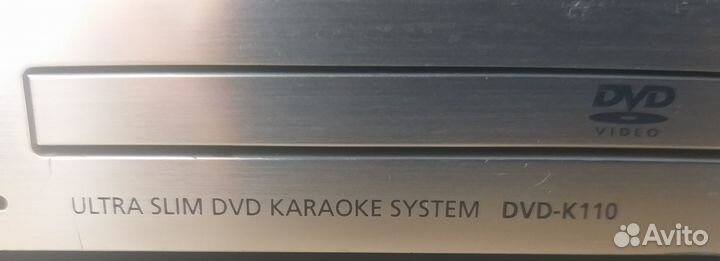 DVD
VIDEO
ULTRA SLIM DVD KARAOKE SYSTEM DVD-K110
Avito